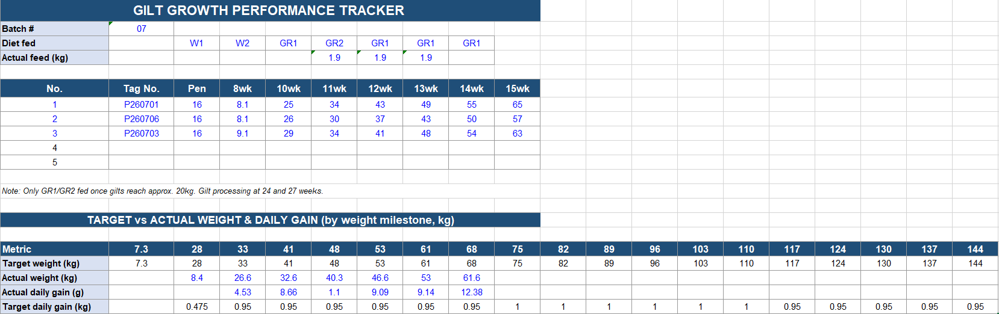 GILT GROWTH PERFORMANCE TRACKER
Batch # 07
Diet fed W1 W2 GR1 GR2 GR1 GR1 GR1
Actual feed (kg) 1.9 1.9 1.9
No. Tag No. Pen 8wk 10wk 11wk 12wk 13wk 14wk 15wk
1 P260701 16 8.1 25 34 43 49 55 65
2 P260706 16 8.1 26 30 37 43 50 57
3 P260703 16 9.1 29 34 41 48 54 63
4
5
Note: Only GR1/GR2 fed once gilts reach approx. 20kg. Gilt processing at 24 and 27 weeks.
TARGET vs ACTUAL WEIGHT & DAILY GAIN (by weight milestone, kg)
Metric 7.3 28 33 41 48 53 61 68 75 82 89 96 103 110 117 124 130 137 144
Target weight (kg) 7.3 28 33 41 48 53 61 68 75 82 89 96 103 110 117 124 130 137 144
Actual weight (kg) 8.4 26.6 32.6 40.3 46.6 53 61.6
Actual daily gain (g) 4.53 8.66 1.1 9.09 9.14 12.38
Target daily gain (kg) 0.475 0.95 0.95 0.95 0.95 0.95 0.95 1 1 1 1 1 1 0.95 0.95 0.95 0.95 0.95